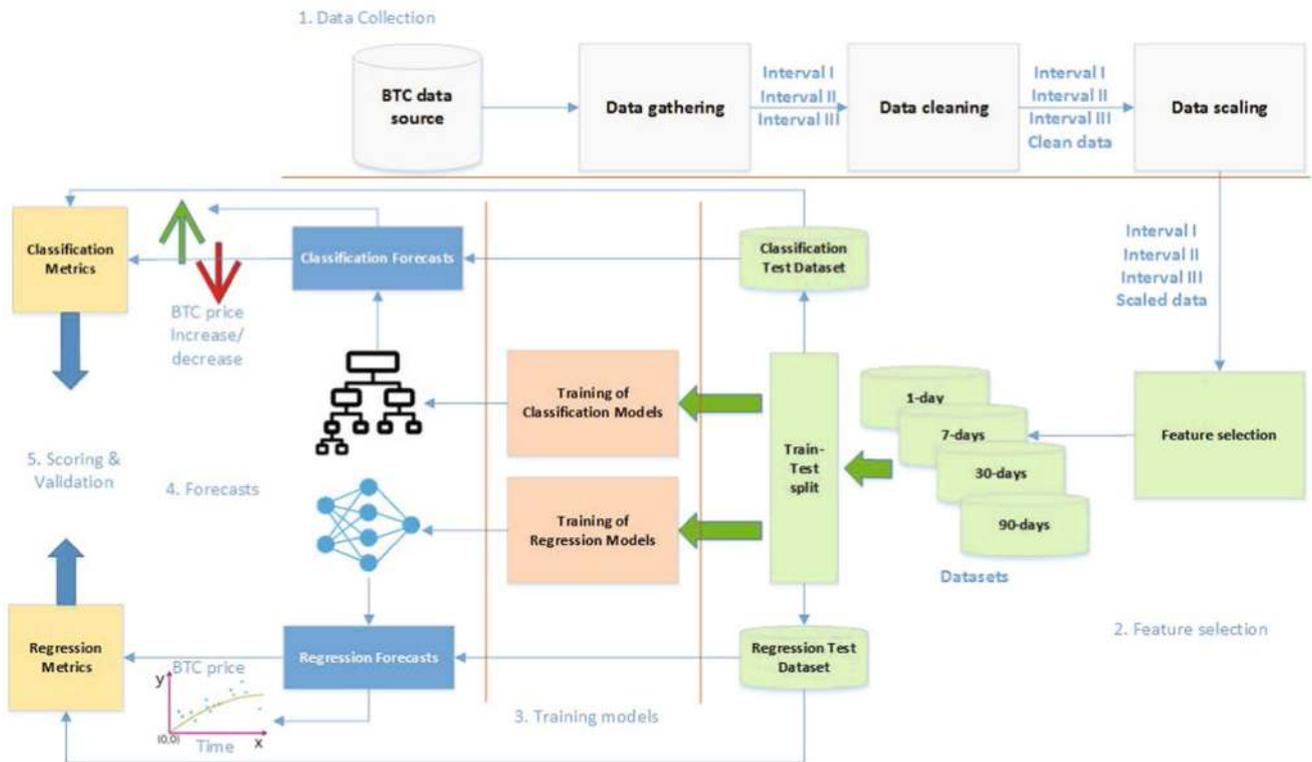 1. Data Collection
BTC data
source
Data gathering
Interval I
Interval II
Interval III
Data cleaning
Interval I
Interval II
Interval III
Clean data
Data scaling
Interval I
Interval II
Interval III
Scaled data
Classification
Metrics
BTC price
Increase/
decrease
Classification Forecasts
Classification
Test Dataset
Training of
Classification Models
Train-
Test
split
1-day
7-days
30-days
90-days
Datasets
Feature selection
2. Feature selection
5. Scoring &
Validation
4. Forecasts
Training of
Regression Models
Regression
Metrics
Regression Forecasts
Regression Test
Dataset
BTC price
y
(0,0)
Time
x
3. Training models